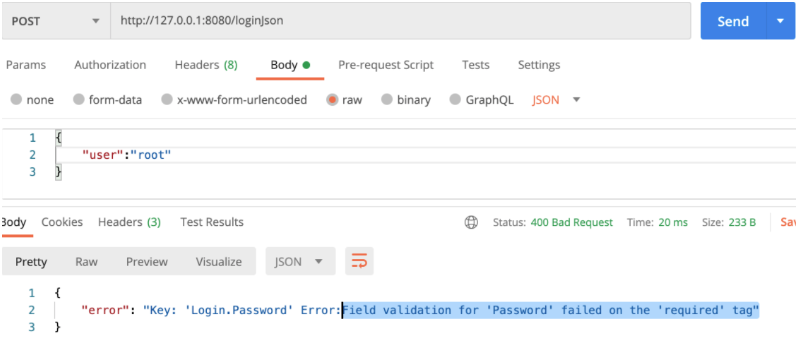 POST http://127.0.0.1:8080/loginJson Send
Params Authorization Headers (8) Body Pre-request Script Tests Settings
none form-data x-www-form-urlencoded raw binary GraphQL JSON
1 {
2 "user":"root"
3 }
Body Cookies Headers (3) Test Results Status: 400 Bad Request Time: 20 ms Size: 233 B Sav
Pretty Raw Preview Visualize JSON
1 {
2 "error": "Key: 'Login.Password' Error:Field validation for 'Password' failed on the 'required' tag"
3 }